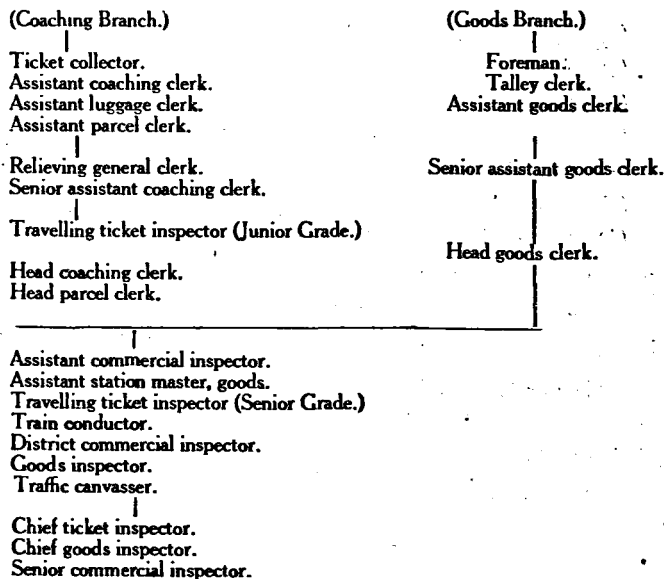 (Coaching Branch.)
Ticket collector.
Assistant coaching clerk.
Assistant luggage clerk.
Assistant parcel clerk.
Relieving general clerk.
Senior assistant coaching clerk.
Travelling ticket inspector (Junior Grade.)
Head coaching clerk.
Head parcel clerk.
(Goods Branch.)
Foreman.
Talley clerk.
Assistant goods clerk.
Senior assistant goods clerk.
Head goods clerk.
Assistant commercial inspector.
Assistant station master, goods.
Travelling ticket inspector (Senior Grade.)
Train conductor.
District commercial inspector.
Goods inspector.
Traffic canvasser.
Chief ticket inspector.
Chief goods inspector.
Senior commercial inspector.